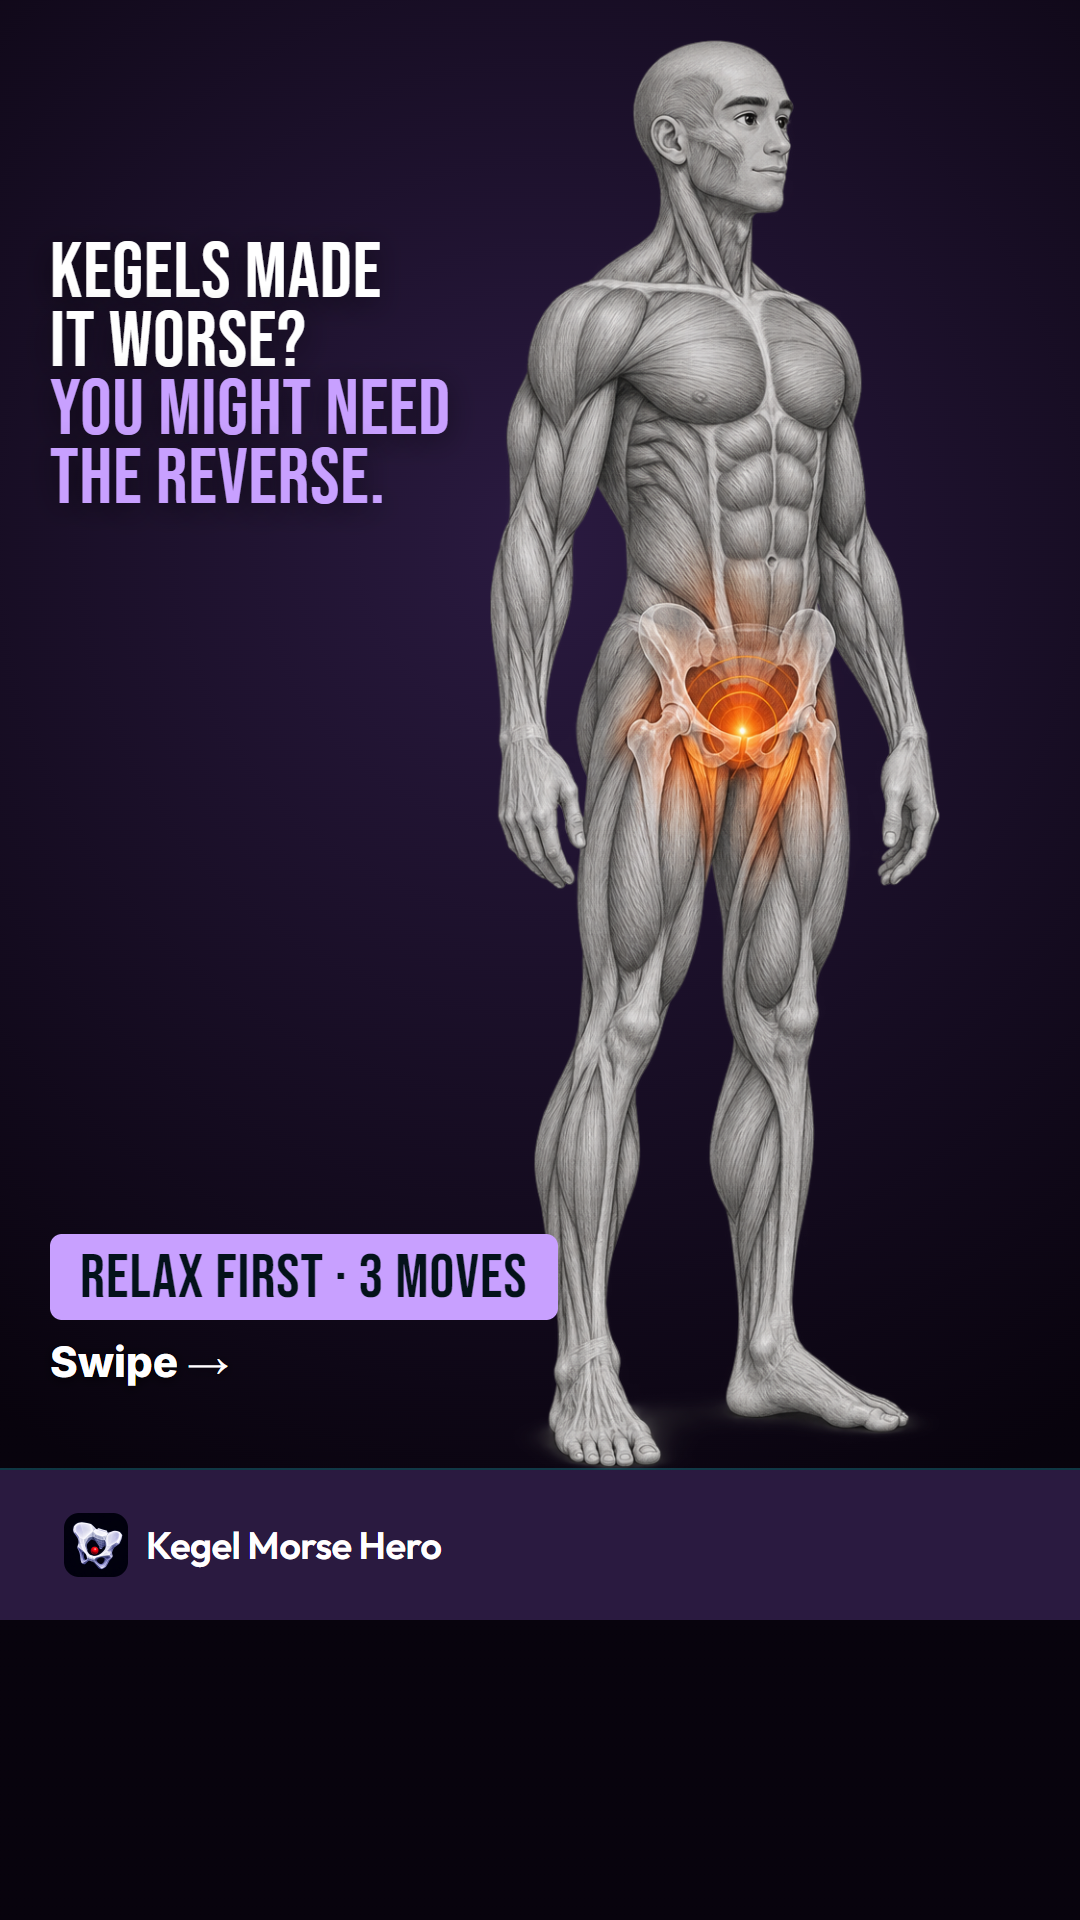 KEGELS MADE
IT WORSE?
YOU MIGHT NEED
THE REVERSE.
RELAX FIRST · 3 MOVES
Swipe →
Kegel Morse Hero